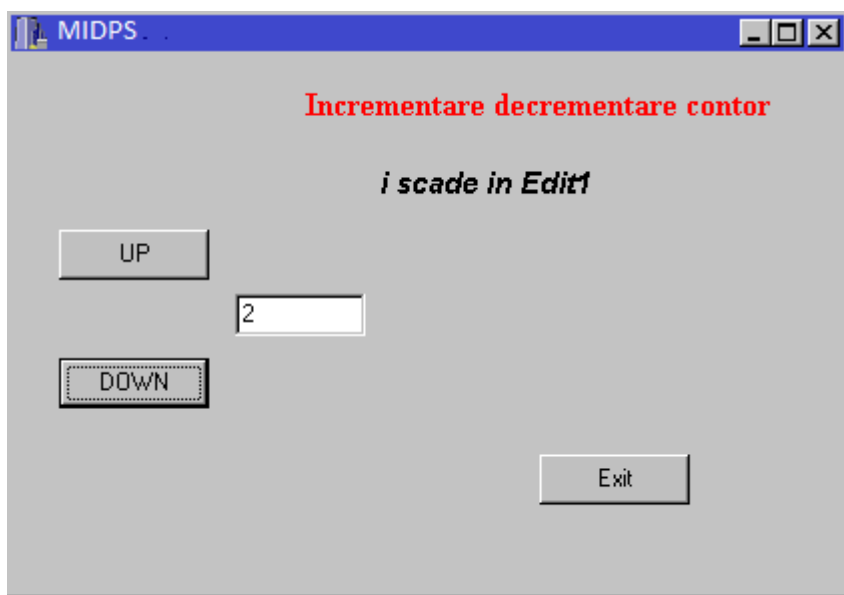 MIDPS . .
Incrementare decrementare contor
i scade in Edit1
UP
2
DOWN
Exit